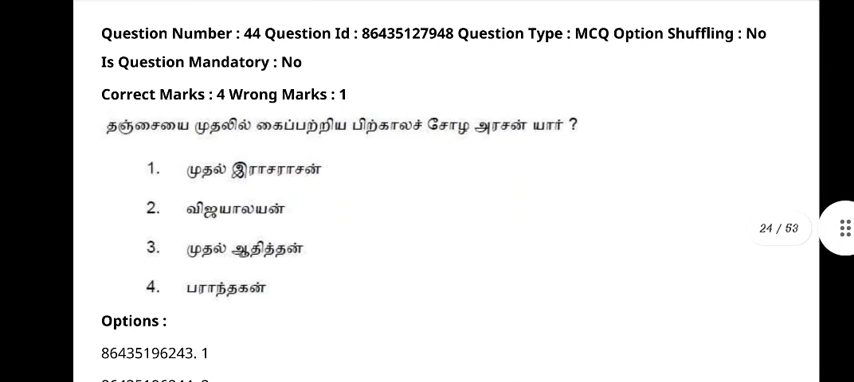 Question Number : 44 Question Id : 86435127948 Question Type : MCQ Option Shuffling : No
Is Question Mandatory : No
Correct Marks : 4 Wrong Marks : 1
தஞ்சையை முதலில் கைப்பற்றிய பிற்காலச் சோழ அரசன் யார் ?
1. முதல் இராசராசன்
2. விஜயாலயன்
3. முதல் ஆதித்தன்
4. பராந்தகன்
24 / 53
Options :
86435196243. 1